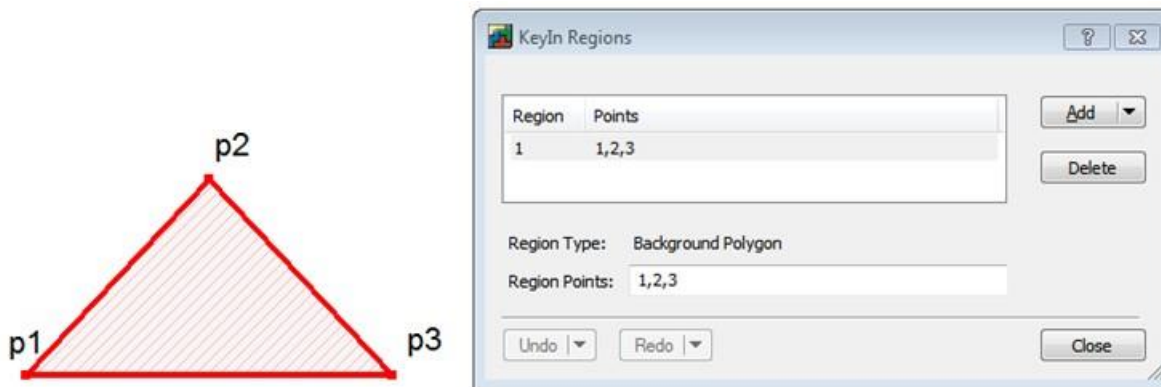 p2
p1
p3
KeyIn Regions
Region Points
Add
1 1,2,3
Delete
Region Type: Background Polygon
Region Points: 1,2,3
Undo
Redo
Close